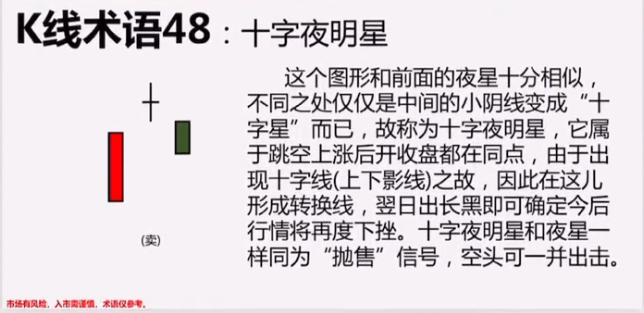 K线术语48：十字夜明星
这个图形和前面的夜星十分相似，
不同之处仅仅是中间的小阴线变成“十
字星”而已，故称为十字夜明星，它属
于跳空上涨后开收盘都在同点，由于出
现十字线(上下影线)之故，因此在这儿
形成转换线，翌日出长黑即可确定今后
行情将再度下挫。十字夜明星和夜星一
样同为“抛售”信号，空头可一并出击。
(卖)
市场有风险，入市需谨慎，术语仅参考。